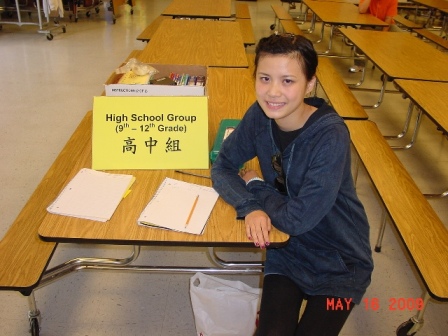 High School Group
(9th – 12th Grade)
高中組
MAY 18 2008